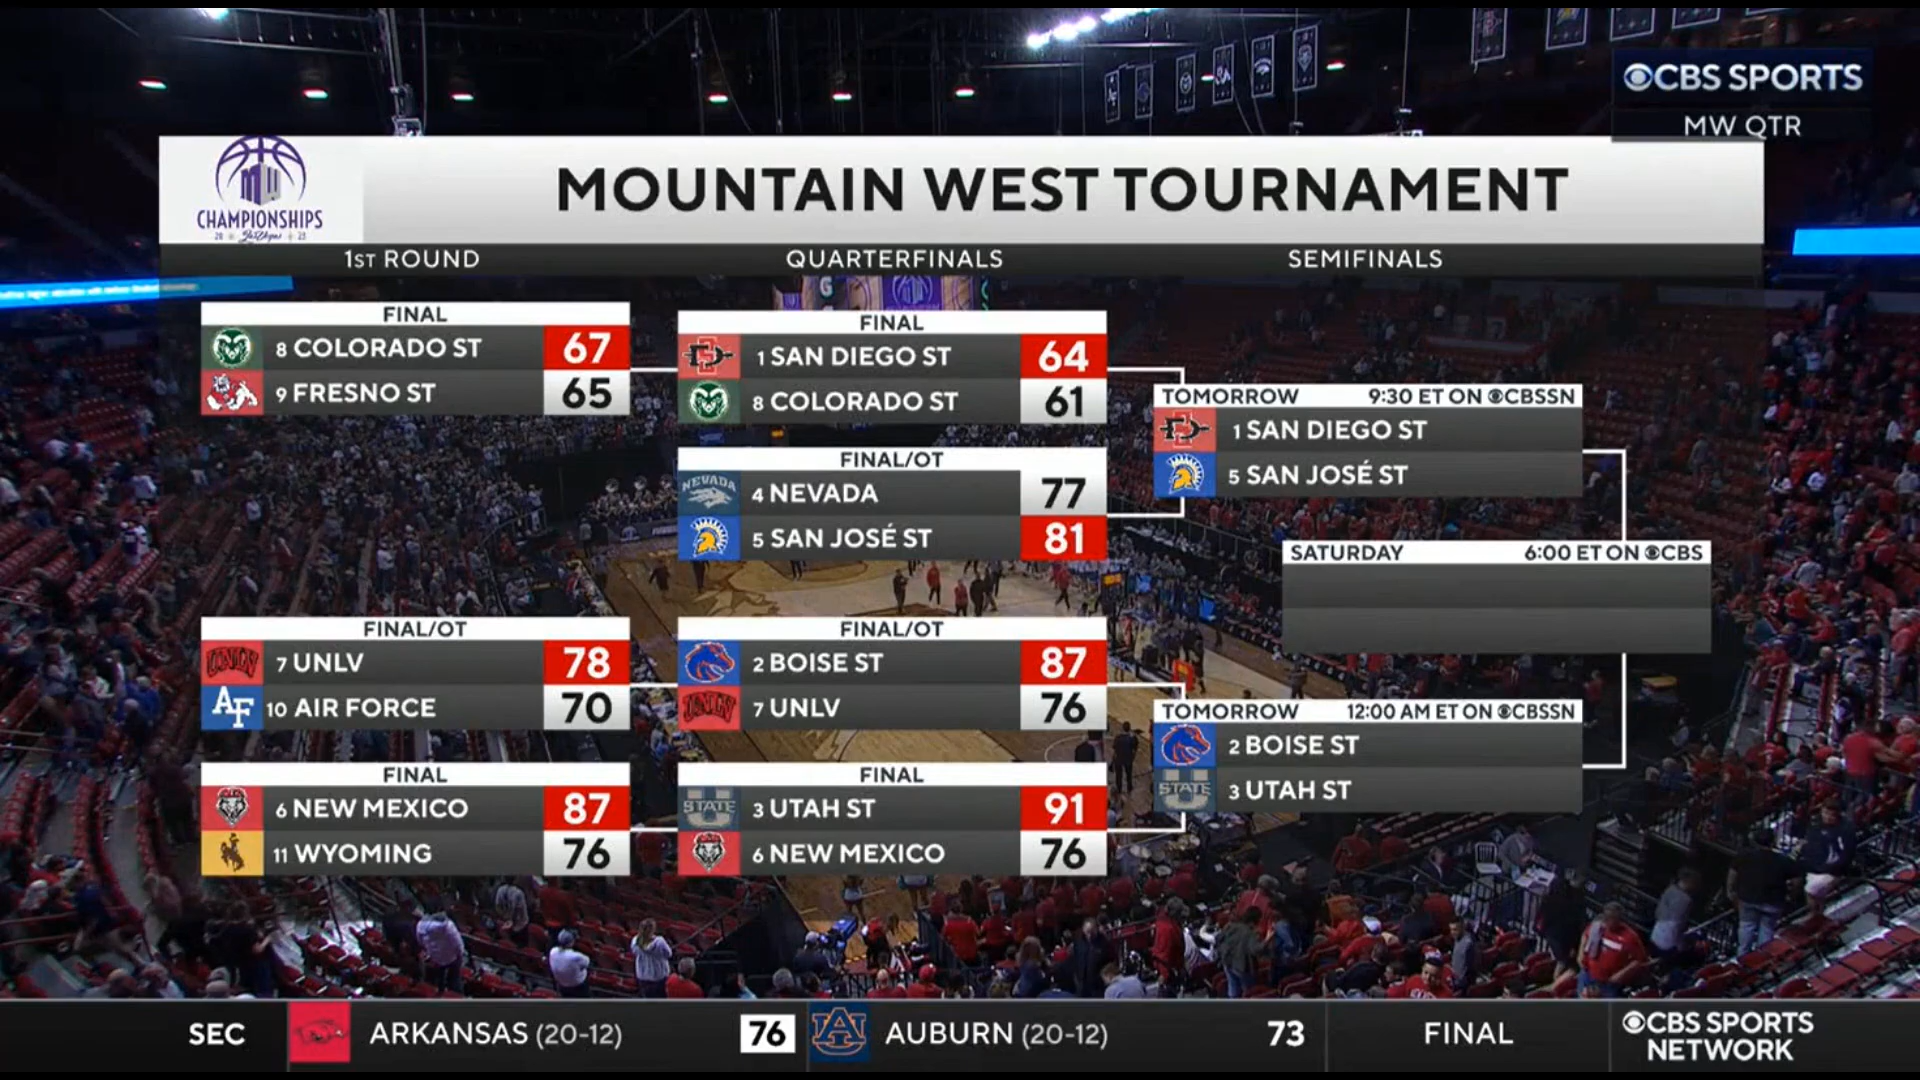 CBS SPORTS
MW QTR
CHAMPIONSHIPS
20 Las Vegas 23
MOUNTAIN WEST TOURNAMENT
1ST ROUND QUARTERFINALS SEMIFINALS
FINAL
8 COLORADO ST 67
9 FRESNO ST 65
FINAL/OT
UNLV
7 UNLV 78
AF
10 AIR FORCE 70
FINAL
6 NEW MEXICO 87
11 WYOMING 76
FINAL
1 SAN DIEGO ST 64
8 COLORADO ST 61
FINAL/OT
NEVADA
4 NEVADA 77
5 SAN JOSÉ ST 81
FINAL/OT
2 BOISE ST 87
UNLV
7 UNLV 76
FINAL
STATE
3 UTAH ST 91
6 NEW MEXICO 76
TOMORROW 9:30 ET ON CBSSN
1 SAN DIEGO ST
5 SAN JOSÉ ST
SATURDAY 6:00 ET ON CBS
TOMORROW 12:00 AM ET ON CBSSN
2 BOISE ST
STATE
3 UTAH ST
SEC ARKANSAS (20-12) 76 AUBURN (20-12) 73 FINAL
CBS SPORTS
NETWORK